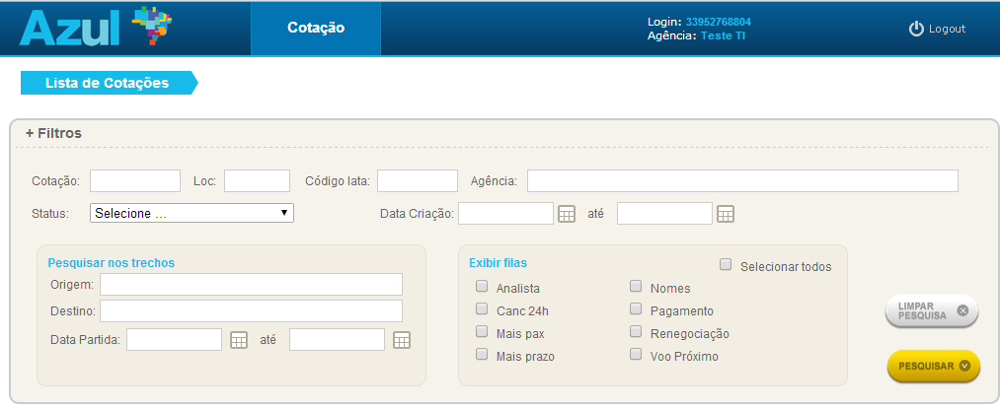 Azul Cotação Login: 33952768804 Logout
Agência: Teste TI
Lista de Cotações
+ Filtros
Cotação: Loc: Código Iata: Agência:
Status: Selecione ... Data Criação: até
Pesquisar nos trechos
Origem:
Destino:
Data Partida: até
Exibir filas Selecionar todos
Analista Nomes
Canc 24h Pagamento
Mais pax Renegociação
Mais prazo Voo Próximo
LIMPAR
PESQUISA
PESQUISAR